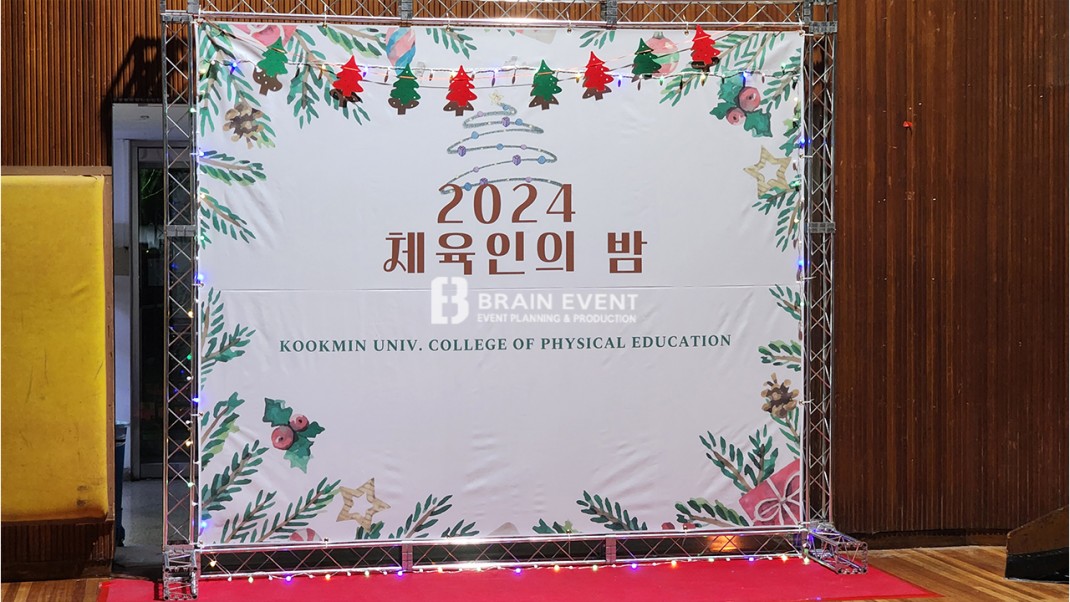 2024
체육인의 밤
B BRAIN EVENT
EVENT PLANNING & PRODUCTION
KOOKMIN UNIV. COLLEGE OF PHYSICAL EDUCATION